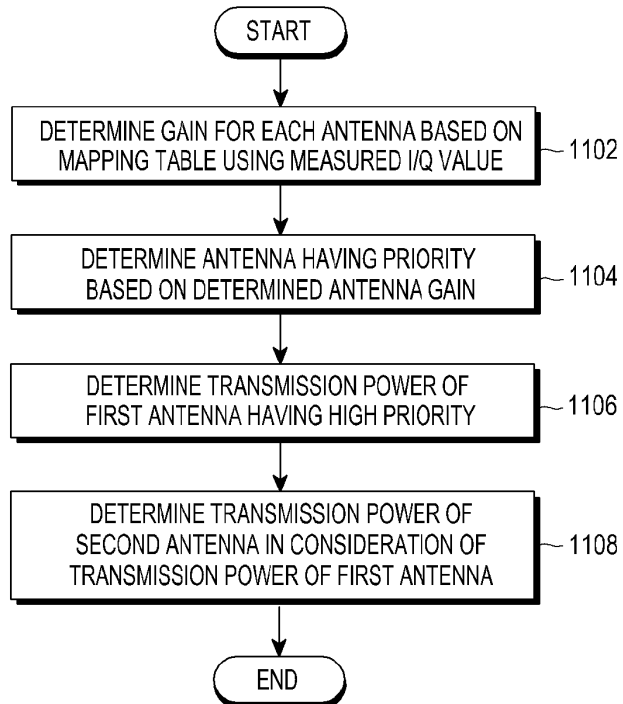 START
DETERMINE GAIN FOR EACH ANTENNA BASED ON
MAPPING TABLE USING MEASURED I/Q VALUE
1102
DETERMINE ANTENNA HAVING PRIORITY
BASED ON DETERMINED ANTENNA GAIN
1104
DETERMINE TRANSMISSION POWER OF
FIRST ANTENNA HAVING HIGH PRIORITY
1106
DETERMINE TRANSMISSION POWER OF
SECOND ANTENNA IN CONSIDERATION OF
TRANSMISSION POWER OF FIRST ANTENNA
1108
END